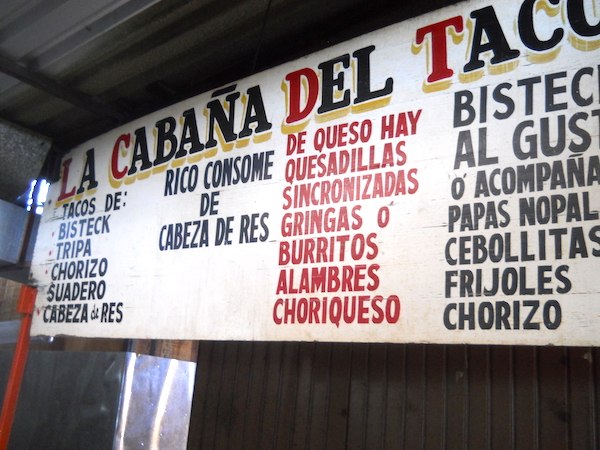 LA CABAÑA DEL TACO
TACOS DE:
BISTECK
TRIPA
CHORIZO
SUADERO
CABEZA de RES
RICO CONSOME
DE
CABEZA DE RES
DE QUESO HAY
QUESADILLAS
SINCRONIZADAS
GRINGAS O
BURRITOS
ALAMBRES
CHORIQUESO
BISTEC
AL GUST
Ó ACOMPAÑA
PAPAS NOPAL
CEBOLLITAS
FRIJOLES
CHORIZO